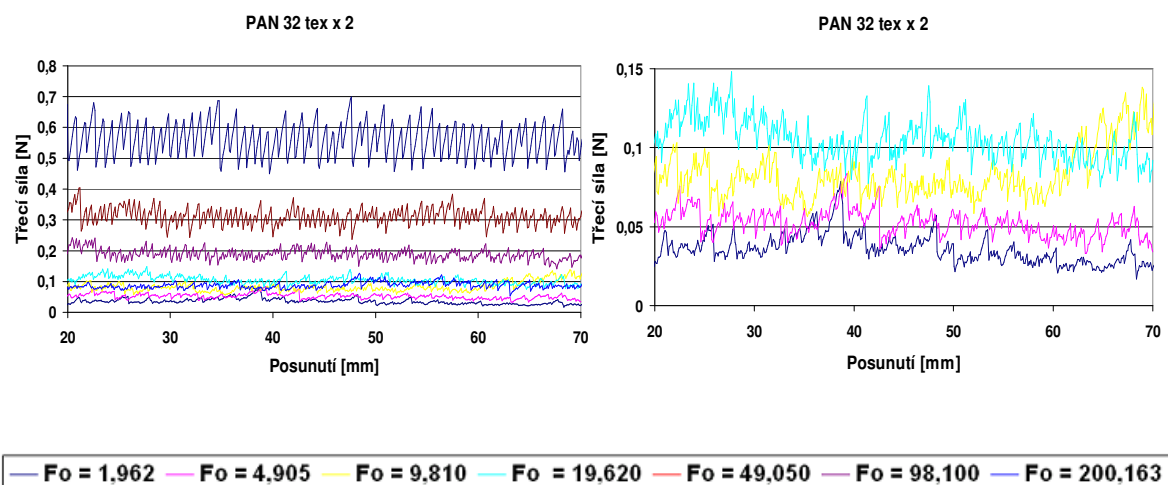 PAN 32 tex x 2
Třecí síla [N]
0,8
0,7
0,6
0,5
0,4
0,3
0,2
0,1
0
20 30 40 50 60 70
Posunutí [mm]
PAN 32 tex x 2
Třecí síla [N]
0,15
0,1
0,05
0
20 30 40 50 60 70
Posunutí [mm]
Fo = 1,962 Fo = 4,905 Fo = 9,810 Fo = 19,620 Fo = 49,050 Fo = 98,100 Fo = 200,163